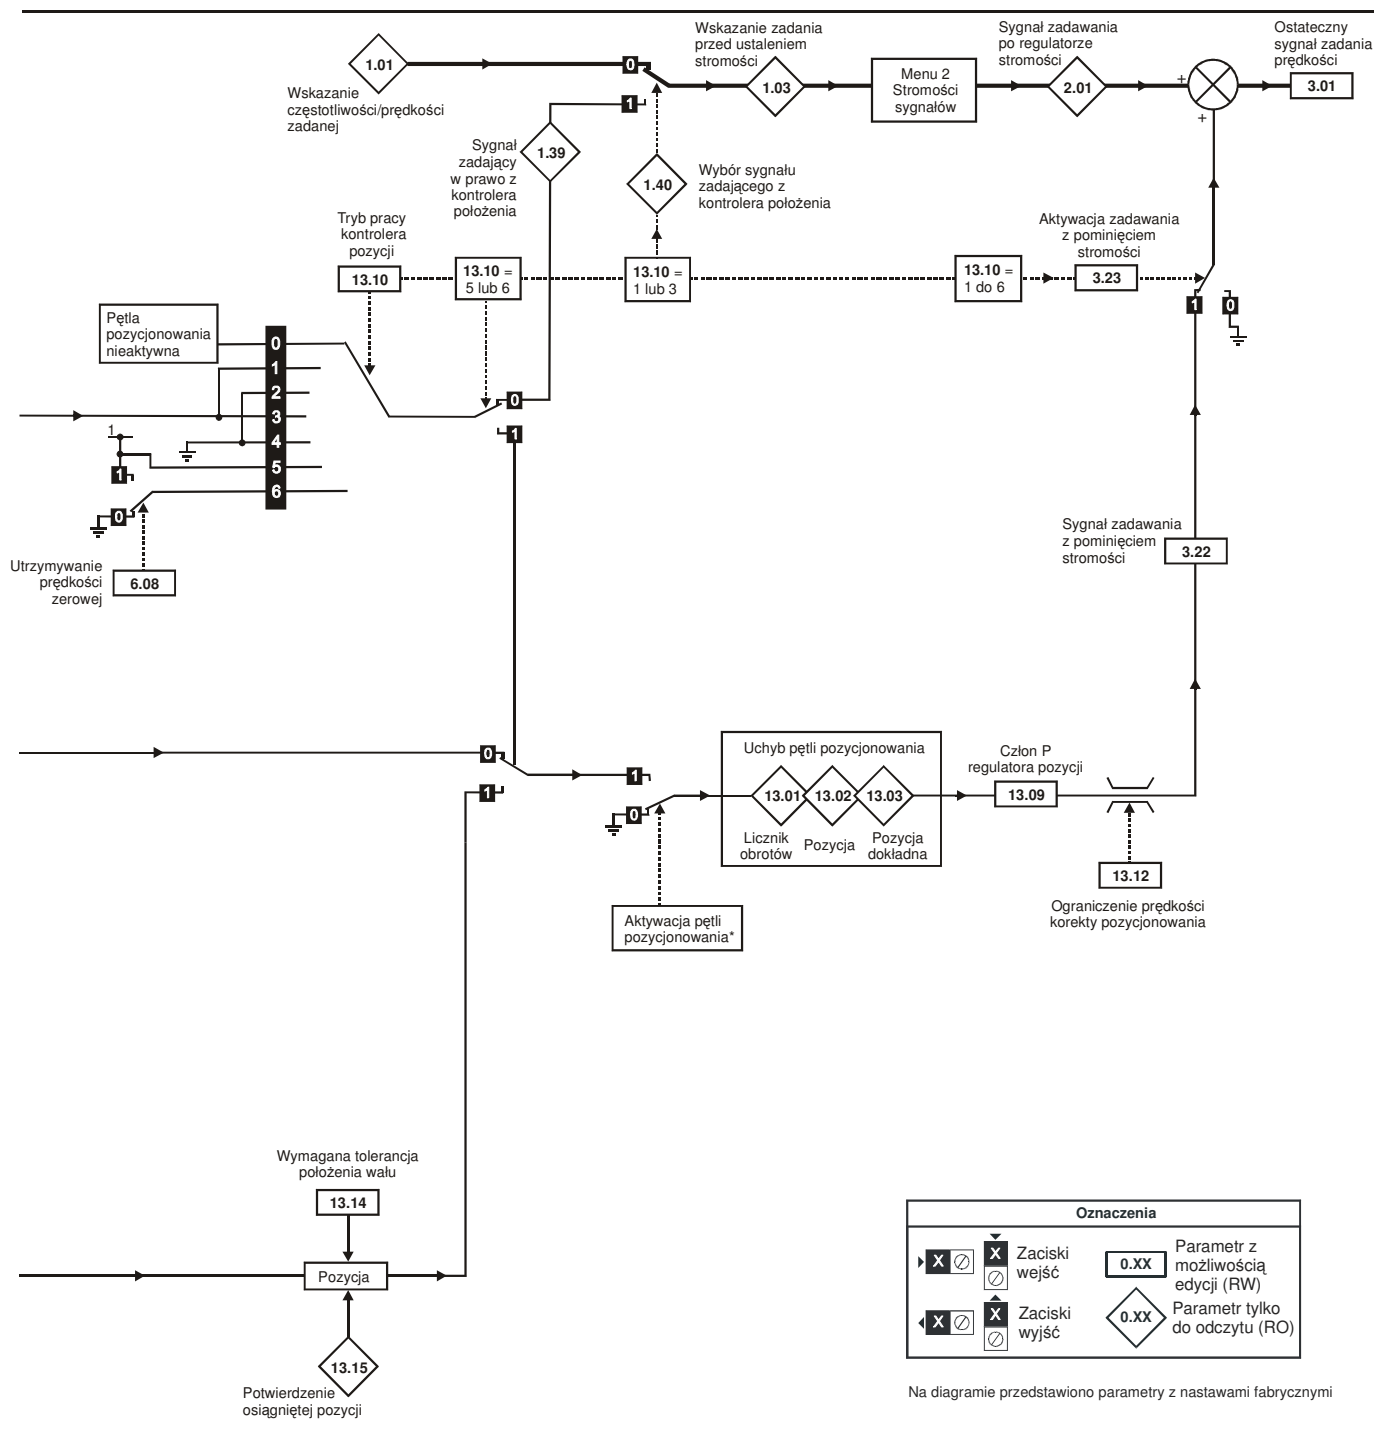 Wskazanie zadania
przed ustaleniem
stromości
Sygnał zadawania
po regulatorze
stromości
Ostateczny
sygnał zadania
prędkości
1.01
0
1.03
Menu 2
Stromości
sygnałów
2.01
+
+
3.01
Wskazanie
częstotliwości/prędkości
zadanej
1
Sygnał
zadający
w prawo z
kontrolera
położenia
1.39
1.40
Wybór sygnału
zadającego z
kontrolera położenia
Tryb pracy
kontrolera
pozycji
13.10
13.10 =
5 lub 6
13.10 =
1 lub 3
13.10 =
1 do 6
Aktywacja zadawania
z pominięciem
stromości
3.23
1
0
Pętla
pozycjonowania
nieaktywna
0
1
2
3
4
5
6
0
1
1
1
0
Utrzymywanie
prędkości
zerowej
6.08
Sygnał zadawania
z pominięciem
stromości
3.22
0
1
1
0
Uchyb pętli pozycjonowania
13.01
13.02
13.03
Licznik
obrotów
Pozycja
Pozycja
dokładna
Człon P
regulatora pozycji
13.09
13.12
Ograniczenie prędkości
korekty pozycjonowania
Aktywacja pętli
pozycjonowania*
Wymagana tolerancja
położenia wału
13.14
Pozycja
13.15
Potwierdzenie
osiągniętej pozycji
Oznaczenia
X
X
Zaciski
wejść
0.XX
Parametr z
możliwością
edycji (RW)
X
X
Zaciski
wyjść
0.XX
Parametr tylko
do odczytu (RO)
Na diagramie przedstawiono parametry z nastawami fabrycznymi